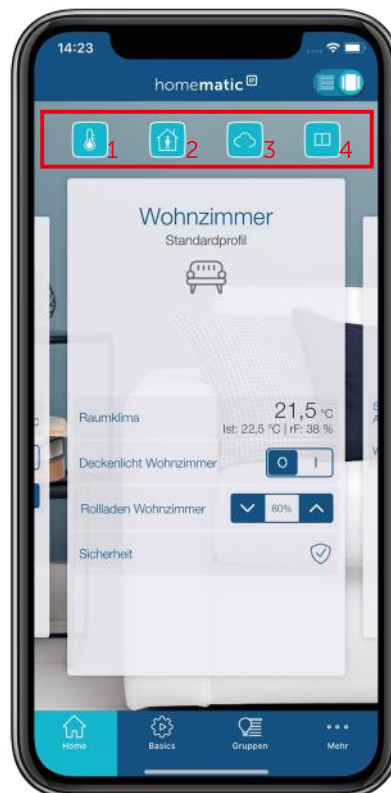 14:23
homematic IP
1 2 3 4
Wohnzimmer
Standardprofil
Raumklima
21,5 °C
Ist: 22,5 °C | rF: 38 %
Deckenlicht Wohnzimmer
O I
Rollladen Wohnzimmer
80%
Sicherheit
Home Basics Gruppen Mehr